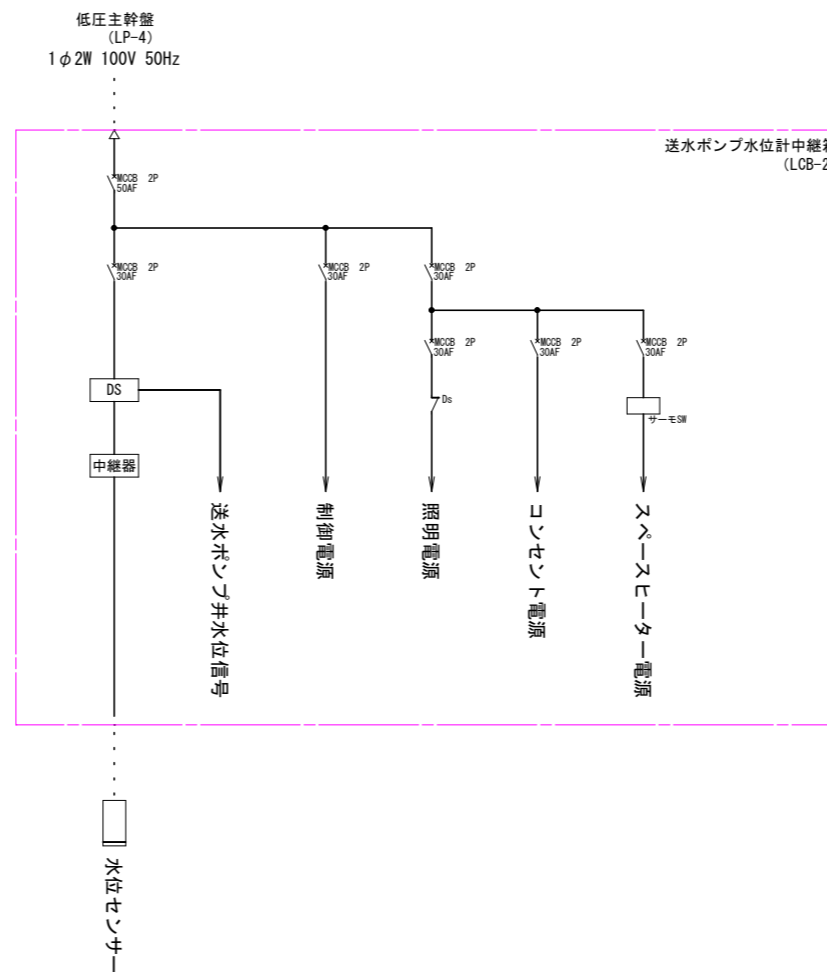 低圧主幹盤
(LP-4)
1φ2W 100V 50Hz
送水ポンプ水位計中継箱
(LCB-2
MCCB 2P
50AF
MCCB 2P
30AF
MCCB 2P
30AF
MCCB 2P
30AF
MCCB 2P
30AF
MCCB 2P
30AF
MCCB 2P
30AF
DS
Ds
サーモSW
中継器
送水ポンプ井水位信号
制御電源
照明電源
コンセント電源
スペースヒーター電源
水位センサー